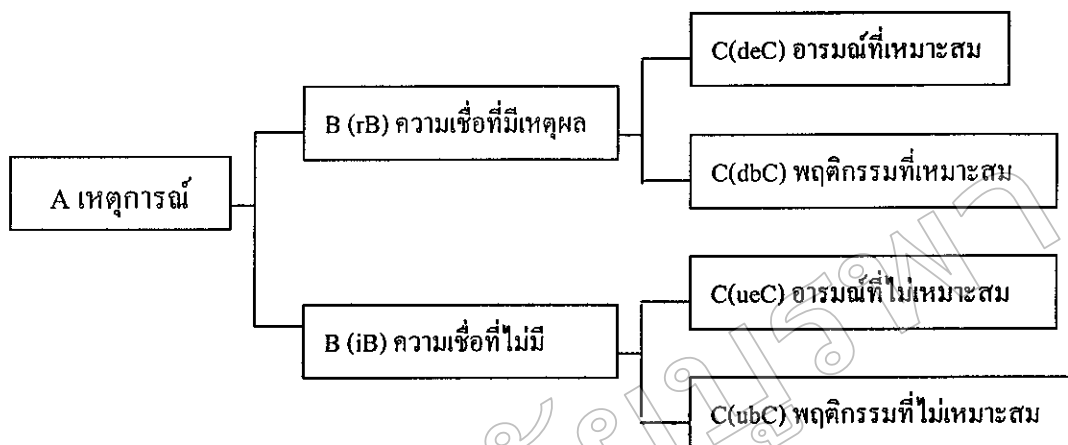 C(deC) อารมณ์ที่เหมาะสม
B (rB) ความเชื่อที่มีเหตุผล
C(dbC) พฤติกรรมที่เหมาะสม
A เหตุการณ์
C(ueC) อารมณ์ที่ไม่เหมาะสม
B (iB) ความเชื่อที่ไม่มี
C(ubC) พฤติกรรมที่ไม่เหมาะสม